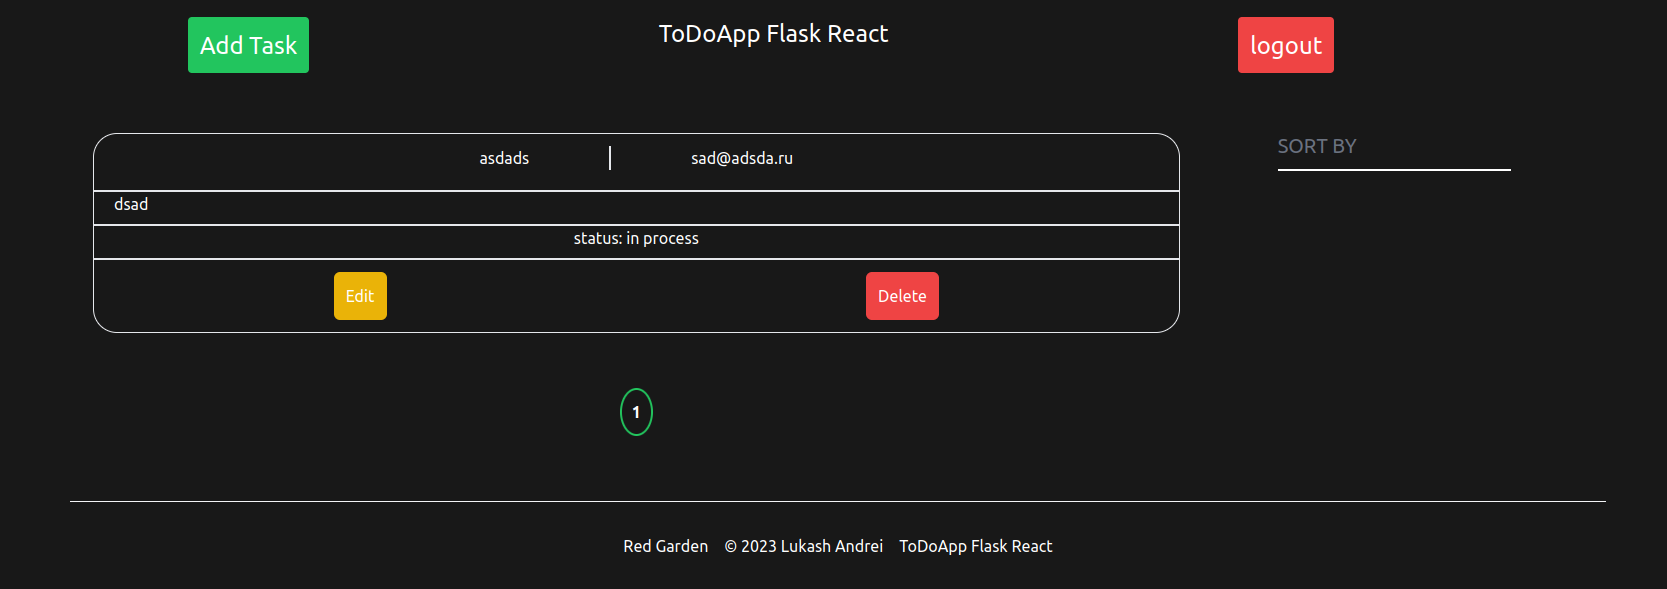 Add Task
ToDoApp Flask React
logout
asdads
sad@adsda.ru
SORT BY
dsad
status: in process
Edit
Delete
1
Red Garden © 2023 Lukash Andrei ToDoApp Flask React